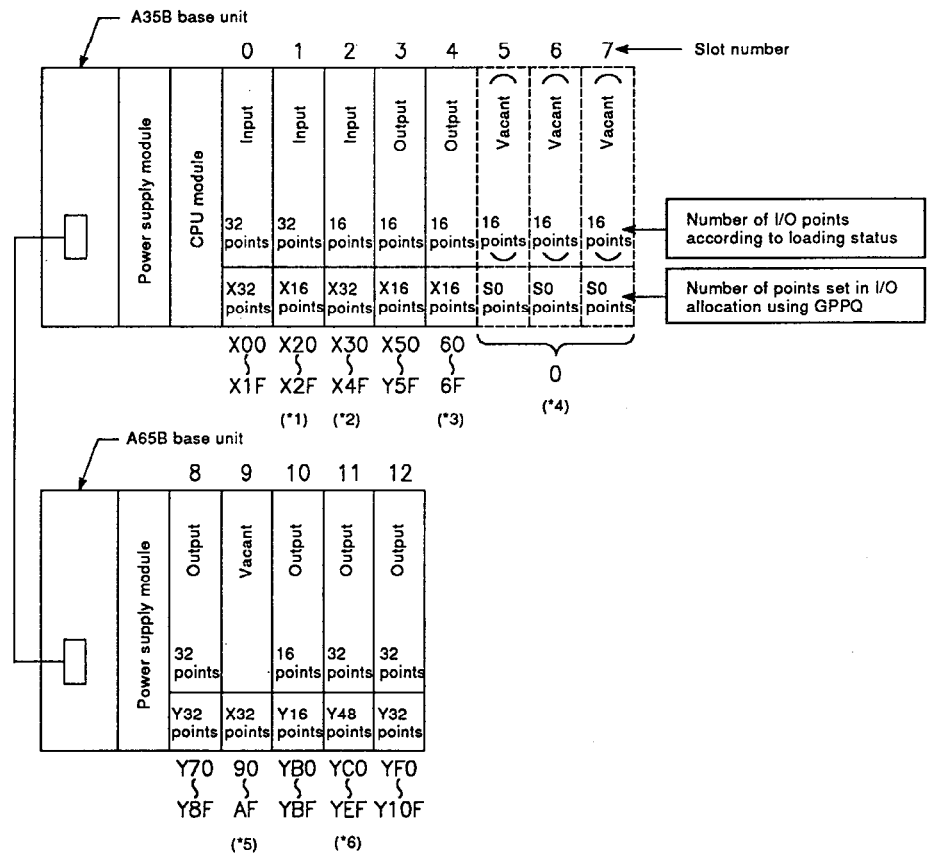 A35B base unit
0 1 2 3 4 5 6 7 Slot number
Power supply module
CPU module
Input
Input
Input
Output
Output
(Vacant)
(Vacant)
(Vacant)
32 points
32 points
16 points
16 points
16 points
16 points
16 points
16 points
Number of I/O points
according to loading status
X32 points
X16 points
X32 points
X16 points
X16 points
S0 points
S0 points
S0 points
Number of points set in I/O
allocation using GPPQ
X00 X20 X30 X50 60
X1F X2F X4F Y5F 6F
0
(*1) (*2) (*3) (*4)
A65B base unit
8 9 10 11 12
Power supply module
Output
Vacant
Output
Output
Output
32 points
16 points
32 points
32 points
Y32 points
X32 points
Y16 points
Y48 points
Y32 points
Y70 90 YB0 YC0 YF0
Y8F AF YBF YEF Y10F
(*5) (*6)